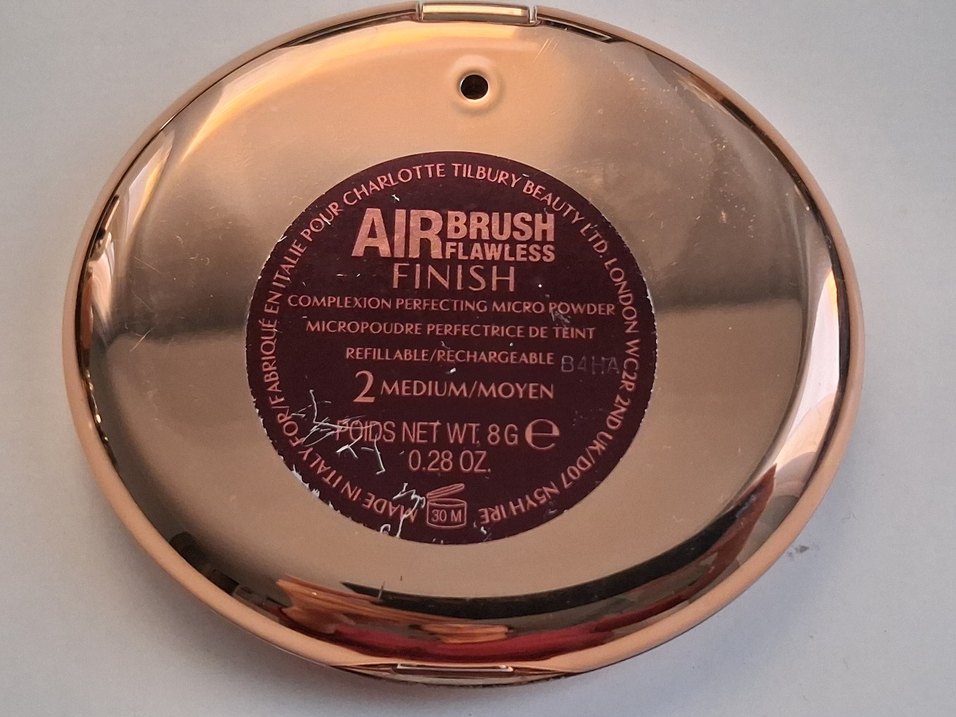 MADE IN ITALY FOR/FABRIQUÉ EN ITALIE POUR CHARLOTTE TILBURY BEAUTY LTD. LONDON WC2R 2ND UK/D07 N5YH IRE
AIRBRUSH
FLAWLESS
FINISH
COMPLEXION PERFECTING MICRO POWDER
MICROPOUDRE PERFECTRICE DE TEINT
REFILLABLE/RECHARGEABLE B4HA
2 MEDIUM/MOYEN
POIDS NET WT. 8 G ℮
0.28 OZ.
30 M